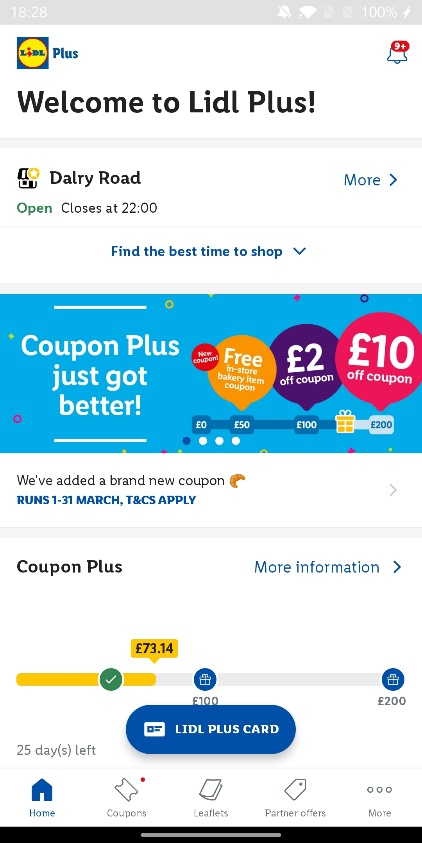 18:28
100%
LIDL Plus
9+
Welcome to Lidl Plus!
Dalry Road
More
Open Closes at 22:00
Find the best time to shop
Coupon Plus
just got
better!
New
coupon!
Free
in-store
bakery item
coupon
£2
off coupon
£10
off coupon
£0
£50
£100
£200
We've added a brand new coupon 🥐
RUNS 1-31 MARCH, T&CS APPLY
Coupon Plus
More information
£73.14
£100
£200
LIDL PLUS CARD
25 day(s) left
Home
Coupons
Leaflets
Partner offers
More